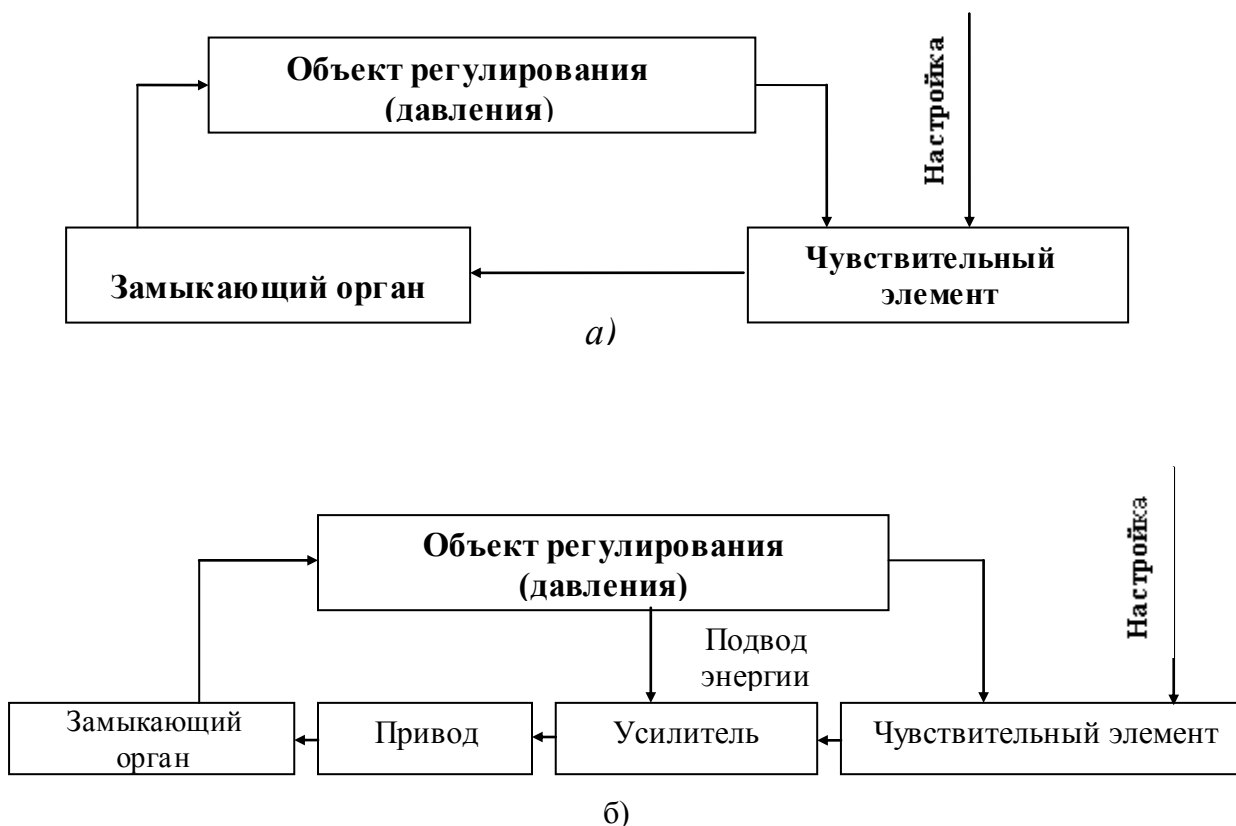 Объект регулирования
(давления)
Настройка
Замыкающий орган
Чувствительный
элемент
а)
Объект регулирования
(давления)
Настройка
Подвод
энергии
Замыкающий
орган
Привод
Усилитель
Чувствительный элемент
б)